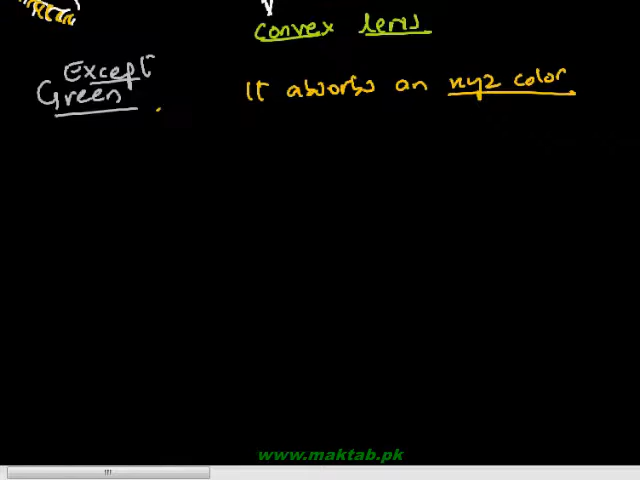 convex lens
Except
Green
It absorbs an xyz color
www.maktab.pk